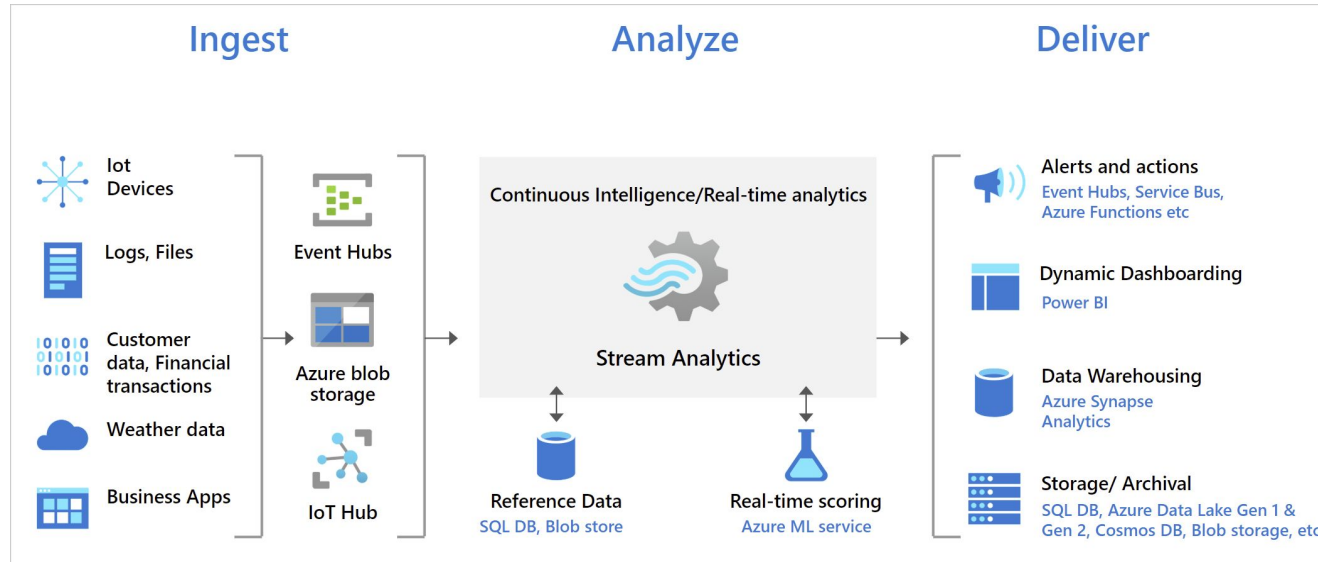 Ingest
Analyze
Deliver
Iot
Devices
Logs, Files
Customer
data, Financial
transactions
Weather data
Business Apps
Event Hubs
Azure blob
storage
IoT Hub
Continuous Intelligence/Real-time analytics
Stream Analytics
Reference Data
SQL DB, Blob store
Real-time scoring
Azure ML service
Alerts and actions
Event Hubs, Service Bus,
Azure Functions etc
Dynamic Dashboarding
Power BI
Data Warehousing
Azure Synapse
Analytics
Storage/ Archival
SQL DB, Azure Data Lake Gen 1 &
Gen 2, Cosmos DB, Blob storage, etc